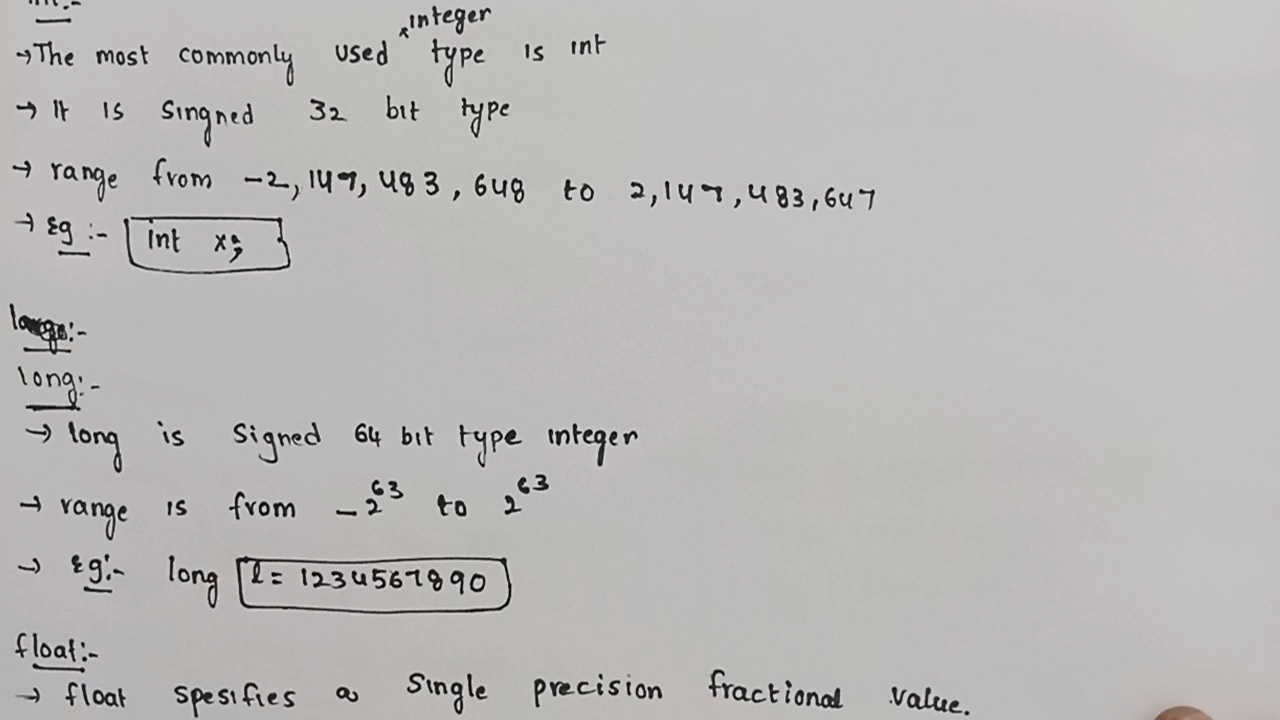 int:-
→The most commonly used ^integer type is int
→ It is Singned 32 bit type
→ range from -2,147,483,648 to 2,147,483,647
→ Eg :- int x;
long:-
→ long is Signed 64 bit type integer
→ range is from -2^63 to 2^63
→ Eg:- long l = 1234567890
float:-
→ float spesifies a Single precision fractional value.